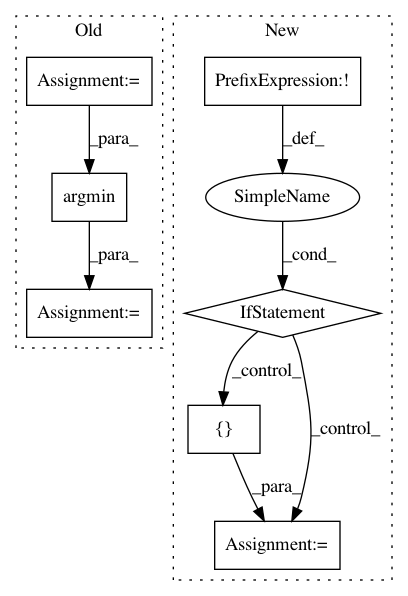 Old
New
Assignment:=
PrefixExpression:!
_para_
_def_
argmin
SimpleName
_para_
_cond_
Assignment:=
IfStatement
_control_
{}
_control_
_para_
Assignment:=